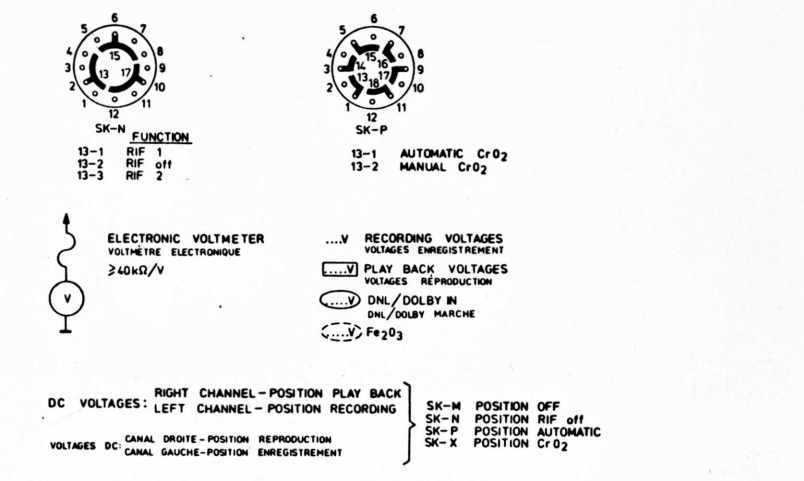 6
5 7
4 15 8
3 13 17 9
2 10
1 11
12
SK-N
FUNCTION
13-1 RIF 1
13-2 RIF off
13-3 RIF 2
6
5 7
4 15 8
3 14 16 9
13 17
2 18 10
1 11
12
SK-P
13-1 AUTOMATIC CrO2
13-2 MANUAL CrO2
V
ELECTRONIC VOLTMETER
VOLTMÈTRE ELECTRONIQUE
≥40kΩ/V
....V RECORDING VOLTAGES
VOLTAGES ENREGISTREMENT
.....V PLAY BACK VOLTAGES
VOLTAGES RÉPRODUCTION
.....V DNL/DOLBY IN
DNL/DOLBY MARCHE
....V Fe2O3
DC VOLTAGES: RIGHT CHANNEL-POSITION PLAY BACK
LEFT CHANNEL-POSITION RECORDING
VOLTAGES DC: CANAL DROITE-POSITION REPRODUCTION
CANAL GAUCHE-POSITION ENREGISTREMENT
SK-M POSITION OFF
SK-N POSITION RIF off
SK-P POSITION AUTOMATIC
SK-X POSITION CrO2